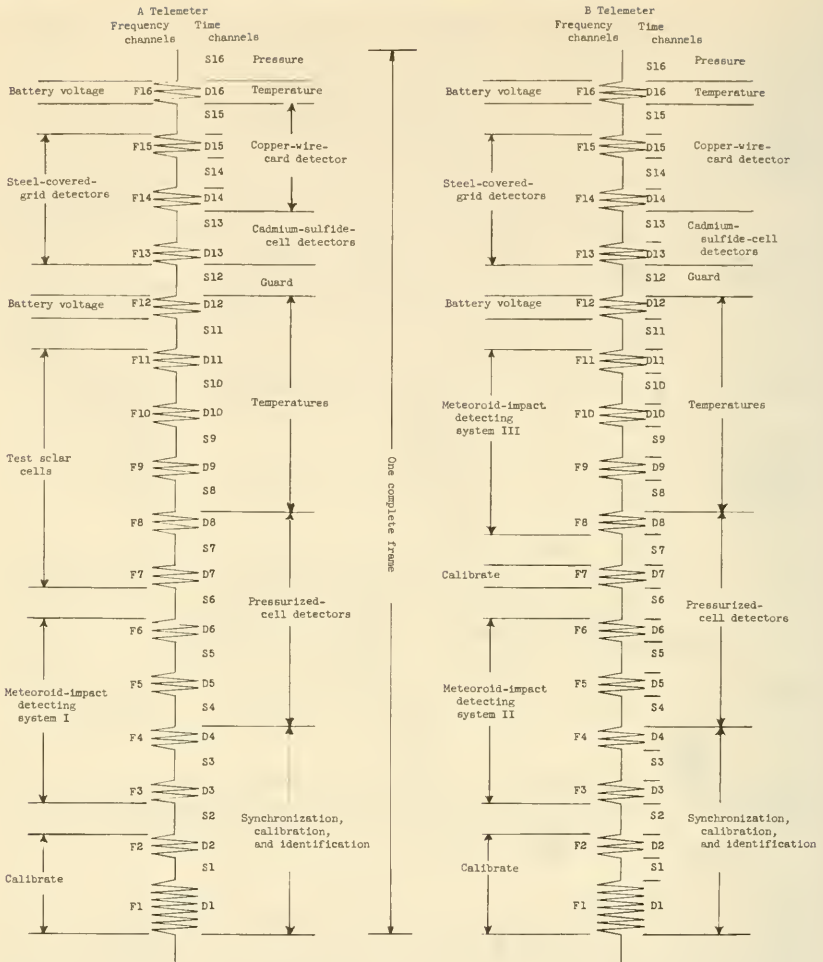 A Telemeter
Frequency channels
Time channels
S16
Pressure
Battery voltage
F16
D16
Temperature
S15
F15
D15
Copper-wire-
card detector
S14
Steel-covered-
grid detectors
F14
D14
S13
Cadmium-sulfide-
cell detectors
F13
D13
S12
Guard
Battery voltage
F12
D12
S11
F11
D11
S10
F10
D10
Temperatures
S9
Test sclar
cells
F9
D9
S8
F8
D8
S7
F7
D7
S6
Pressurized-
cell detectors
F6
D6
S5
F5
D5
Meteoroid-impact
detecting
system I
S4
F4
D4
S3
F3
D3
S2
Synchronization,
calibration,
and identification
F2
D2
S1
Calibrate
F1
D1
One complete frame
B Telemeter
Frequency channels
Time channels
S16
Pressure
Battery voltage
F16
D16
Temperature
S15
F15
D15
Copper-wire-
card detector
S14
Steel-covered-
grid detectors
F14
D14
S13
Cadmium-
sulfide-cell
detectors
F13
D13
S12
Guard
Battery voltage
F12
D12
S11
F11
D11
S10
Meteoroid-impact
detecting
system III
F10
D10
Temperatures
S9
F9
D9
S8
F8
D8
S7
Calibrate
F7
D7
S6
Pressurized-
cell detectors
F6
D6
S5
F5
D5
Meteoroid-impact
detecting
system II
S4
F4
D4
S3
F3
D3
S2
Synchronization,
calibration,
and identification
F2
D2
S1
Calibrate
F1
D1